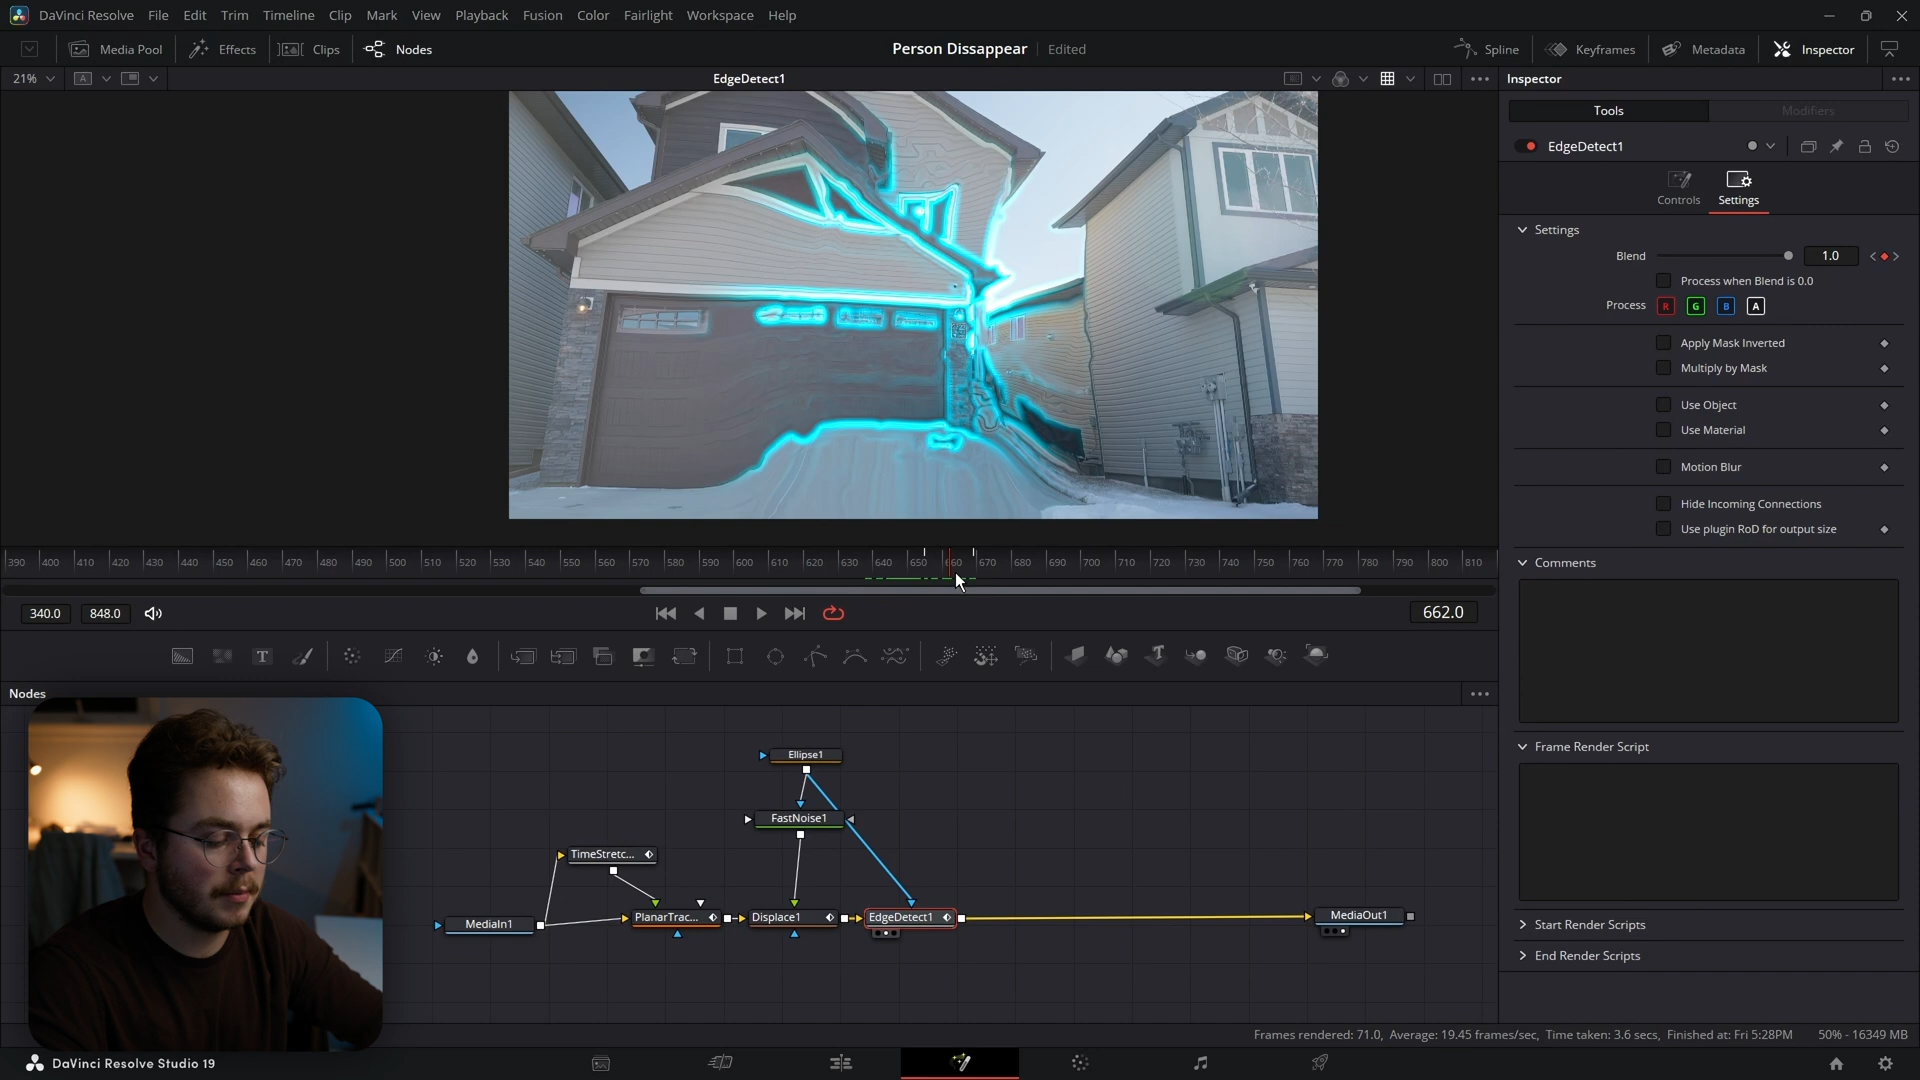 DaVinci Resolve File Edit Trim Timeline Clip Mark View Playback Fusion Color Fairlight Workspace Help
Media Pool Effects Clips Nodes Person Dissappear Edited Spline Keyframes Metadata Inspector
21% A EdgeDetect1 Inspector
Tools Modifiers
EdgeDetect1
Controls Settings
Settings
Blend 1.0
Process when Blend is 0.0
Process R G B A
Apply Mask Inverted
Multiply by Mask
Use Object
Use Material
Motion Blur
Hide Incoming Connections
Use plugin RoD for output size
Comments
Frame Render Script
Start Render Scripts
End Render Scripts
390 400 410 420 430 440 450 460 470 480 490 500 510 520 530 540 550 560 570 580 590 600 610 620 630 640 650 660 670 680 690 700 710 720 730 740 750 760 770 780 790 800 810
340.0 848.0 662.0
T
Nodes
Ellipse1
FastNoise1
TimeStretc...
MediaIn1 PlanarTrac... Displace1 EdgeDetect1 MediaOut1
Frames rendered: 71.0, Average: 19.45 frames/sec, Time taken: 3.6 secs, Finished at: Fri 5:28PM 50% - 16349 MB
DaVinci Resolve Studio 19